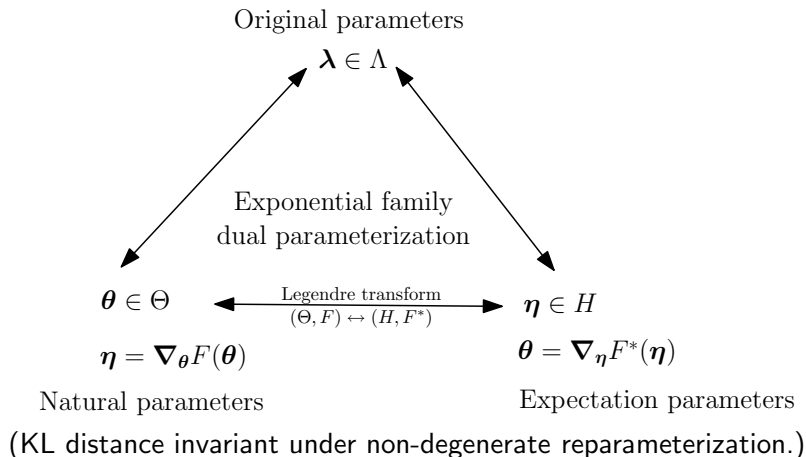 Original parameters
λ ∈ Λ
Exponential family
dual parameterization
θ ∈ Θ
Legendre transform
(Θ, F) ↔ (H, F*)
η ∈ H
η = ∇θF(θ)
θ = ∇ηF*(η)
Natural parameters
Expectation parameters
(KL distance invariant under non-degenerate reparameterization.)